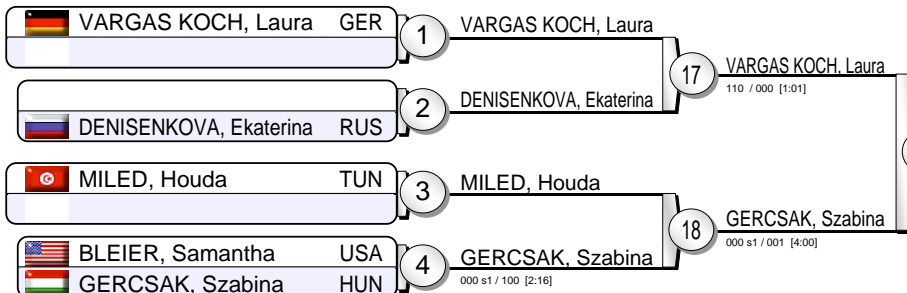 VARGAS KOCH, Laura GER
1
VARGAS KOCH, Laura
17
VARGAS KOCH, Laura
110 / 000 [1:01]
2
DENISENKOVA, Ekaterina
DENISENKOVA, Ekaterina RUS
MILED, Houda TUN
3
MILED, Houda
18
GERCSAK, Szabina
000 s1 / 001 [4:00]
BLEIER, Samantha USA
4
GERCSAK, Szabina
000 s1 / 100 [2:16]
GERCSAK, Szabina HUN